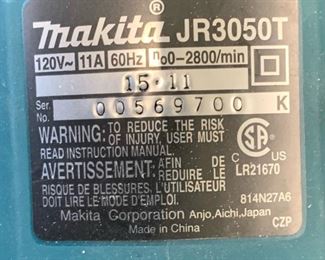 makita® JR3050T
120V~ 11A 60Hz n₀0-2800/min
15·11
Ser. No. 00569700 K
WARNING: TO REDUCE THE RISK
OF INJURY, USER MUST
READ INSTRUCTION MANUAL.
AVERTISSEMENT: AFIN DE
RÉDUIRE LE
RISQUE DE BLESSURES, L'UTILISATEUR
DOIT LIRE LE MODE D'EMPLOI.
CSA
C US
LR21670
814N27A6
Makita Corporation Anjo, Aichi, Japan
Made in China
CZP